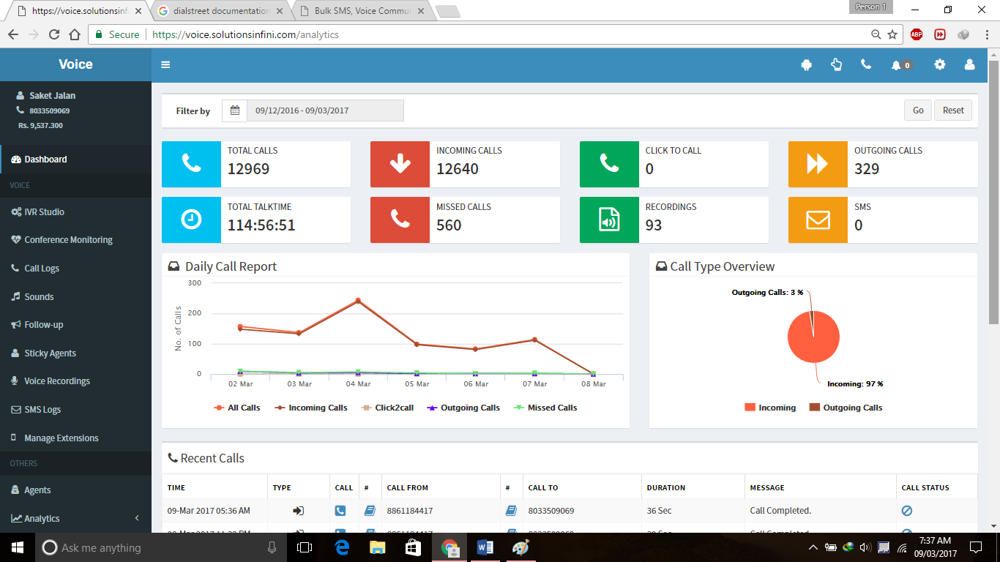 Person 1
https://voice.solutionsinfi
dialstreet documentation
Bulk SMS, Voice Commu
Secure https://voice.solutionsinfini.com/analytics
ABP
Voice
0
Saket Jalan
8033509069
Rs. 9,537.300
Dashboard
VOICE
IVR Studio
Conference Monitoring
Call Logs
Sounds
Follow-up
Sticky Agents
Voice Recordings
SMS Logs
Manage Extensions
OTHERS
Agents
Analytics
Filter by 09/12/2016 - 09/03/2017 Go Reset
TOTAL CALLS
12969
INCOMING CALLS
12640
CLICK TO CALL
0
OUTGOING CALLS
329
TOTAL TALKTIME
114:56:51
MISSED CALLS
560
RECORDINGS
93
SMS
0
Daily Call Report
No. of Calls
300
200
100
0
02 Mar 03 Mar 04 Mar 05 Mar 06 Mar 07 Mar 08 Mar
All Calls Incoming Calls Click2call Outgoing Calls Missed Calls
Call Type Overview
Outgoing Calls: 3 %
Incoming: 97 %
Incoming Outgoing Calls
Recent Calls
TIME TYPE CALL # CALL FROM # CALL TO DURATION MESSAGE CALL STATUS
09-Mar 2017 05:36 AM 8861184417 8033509069 36 Sec Call Completed.
Ask me anything
7:37 AM
09/03/2017